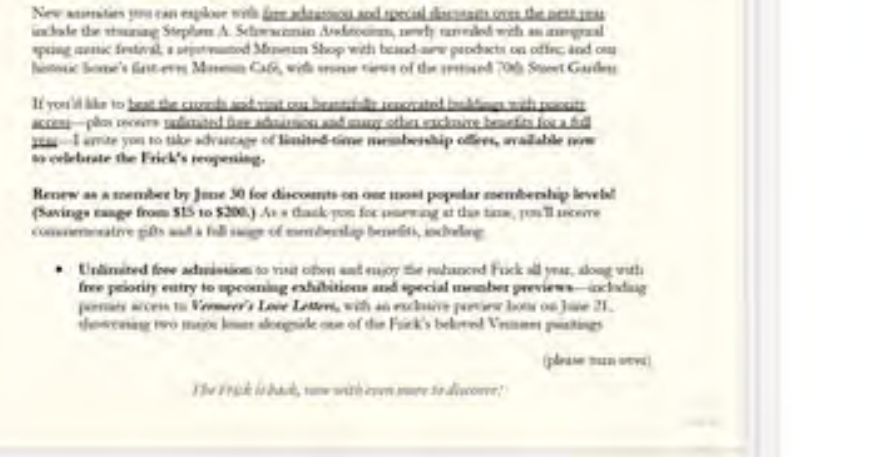 New amenities you can explore with free admission and special discounts over the next year
include the stunning Stephen A. Schwarzman Auditorium, newly unveiled with an inaugural
spring music festival; a rejuvenated Museum Shop with brand-new products on offer; and our
historic home's first-ever Museum Café, with serene views of the restored 70th Street Garden.
If you'd like to beat the crowds and visit our beautifully renovated buildings with priority
access—plus receive unlimited free admission and many other exclusive benefits for a full
year—I invite you to take advantage of limited-time membership offers, available now
to celebrate the Frick's reopening.
Renew as a member by June 30 for discounts on our most popular membership levels!
(Savings range from $15 to $200.) As a thank-you for renewing at this time, you'll receive
commemorative gifts and a full range of membership benefits, including:
• Unlimited free admission to visit often and enjoy the enhanced Frick all year, along with
free priority entry to upcoming exhibitions and special member previews—including
premier access to Vermeer's Love Letters, with an exclusive preview hour on June 21,
showcasing two major loans alongside one of the Frick's beloved Vermeer paintings
(please turn over)
The Frick is back, now with even more to discover!